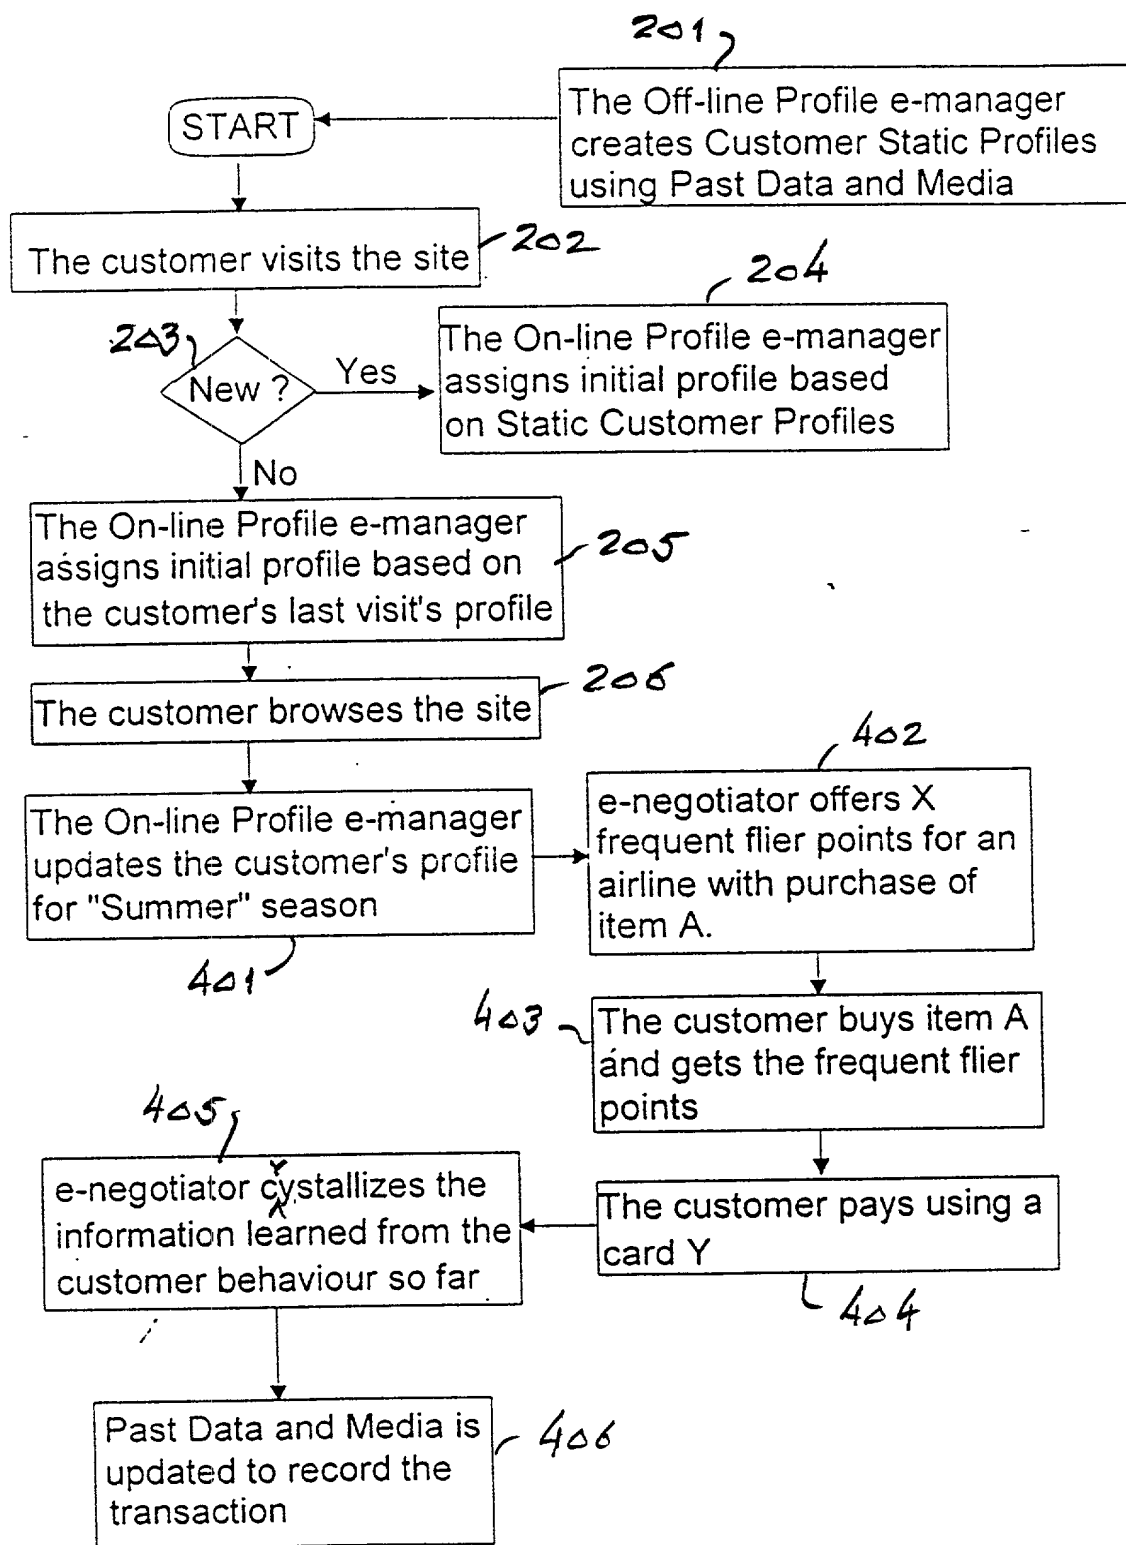 201
The Off-line Profile e-manager
creates Customer Static Profiles
using Past Data and Media
START
The customer visits the site
202
203
New ?
Yes
204
The On-line Profile e-manager
assigns initial profile based
on Static Customer Profiles
No
The On-line Profile e-manager
assigns initial profile based on
the customer's last visit's profile
205
The customer browses the site
206
The On-line Profile e-manager
updates the customer's profile
for "Summer" season
401
402
e-negotiator offers X
frequent flier points for an
airline with purchase of
item A.
403
The customer buys item A
and gets the frequent flier
points
The customer pays using a
card Y
404
405
e-negotiator cystallizes the
information learned from the
customer behaviour so far
Past Data and Media is
updated to record the
transaction
406